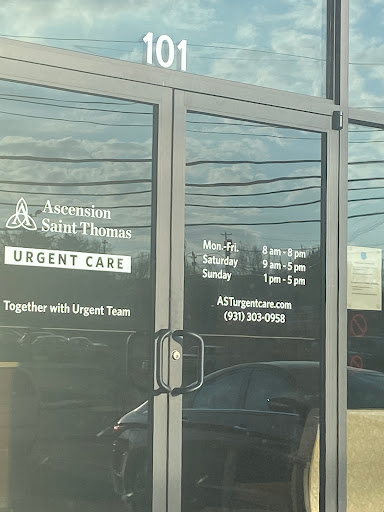 101
Ascension
Saint Thomas
URGENT CARE
Together with Urgent Team
Mon.-Fri. 8 am - 8 pm
Saturday 9 am - 5 pm
Sunday 1 pm - 5 pm
ASTurgentcare.com
(931) 303-0958